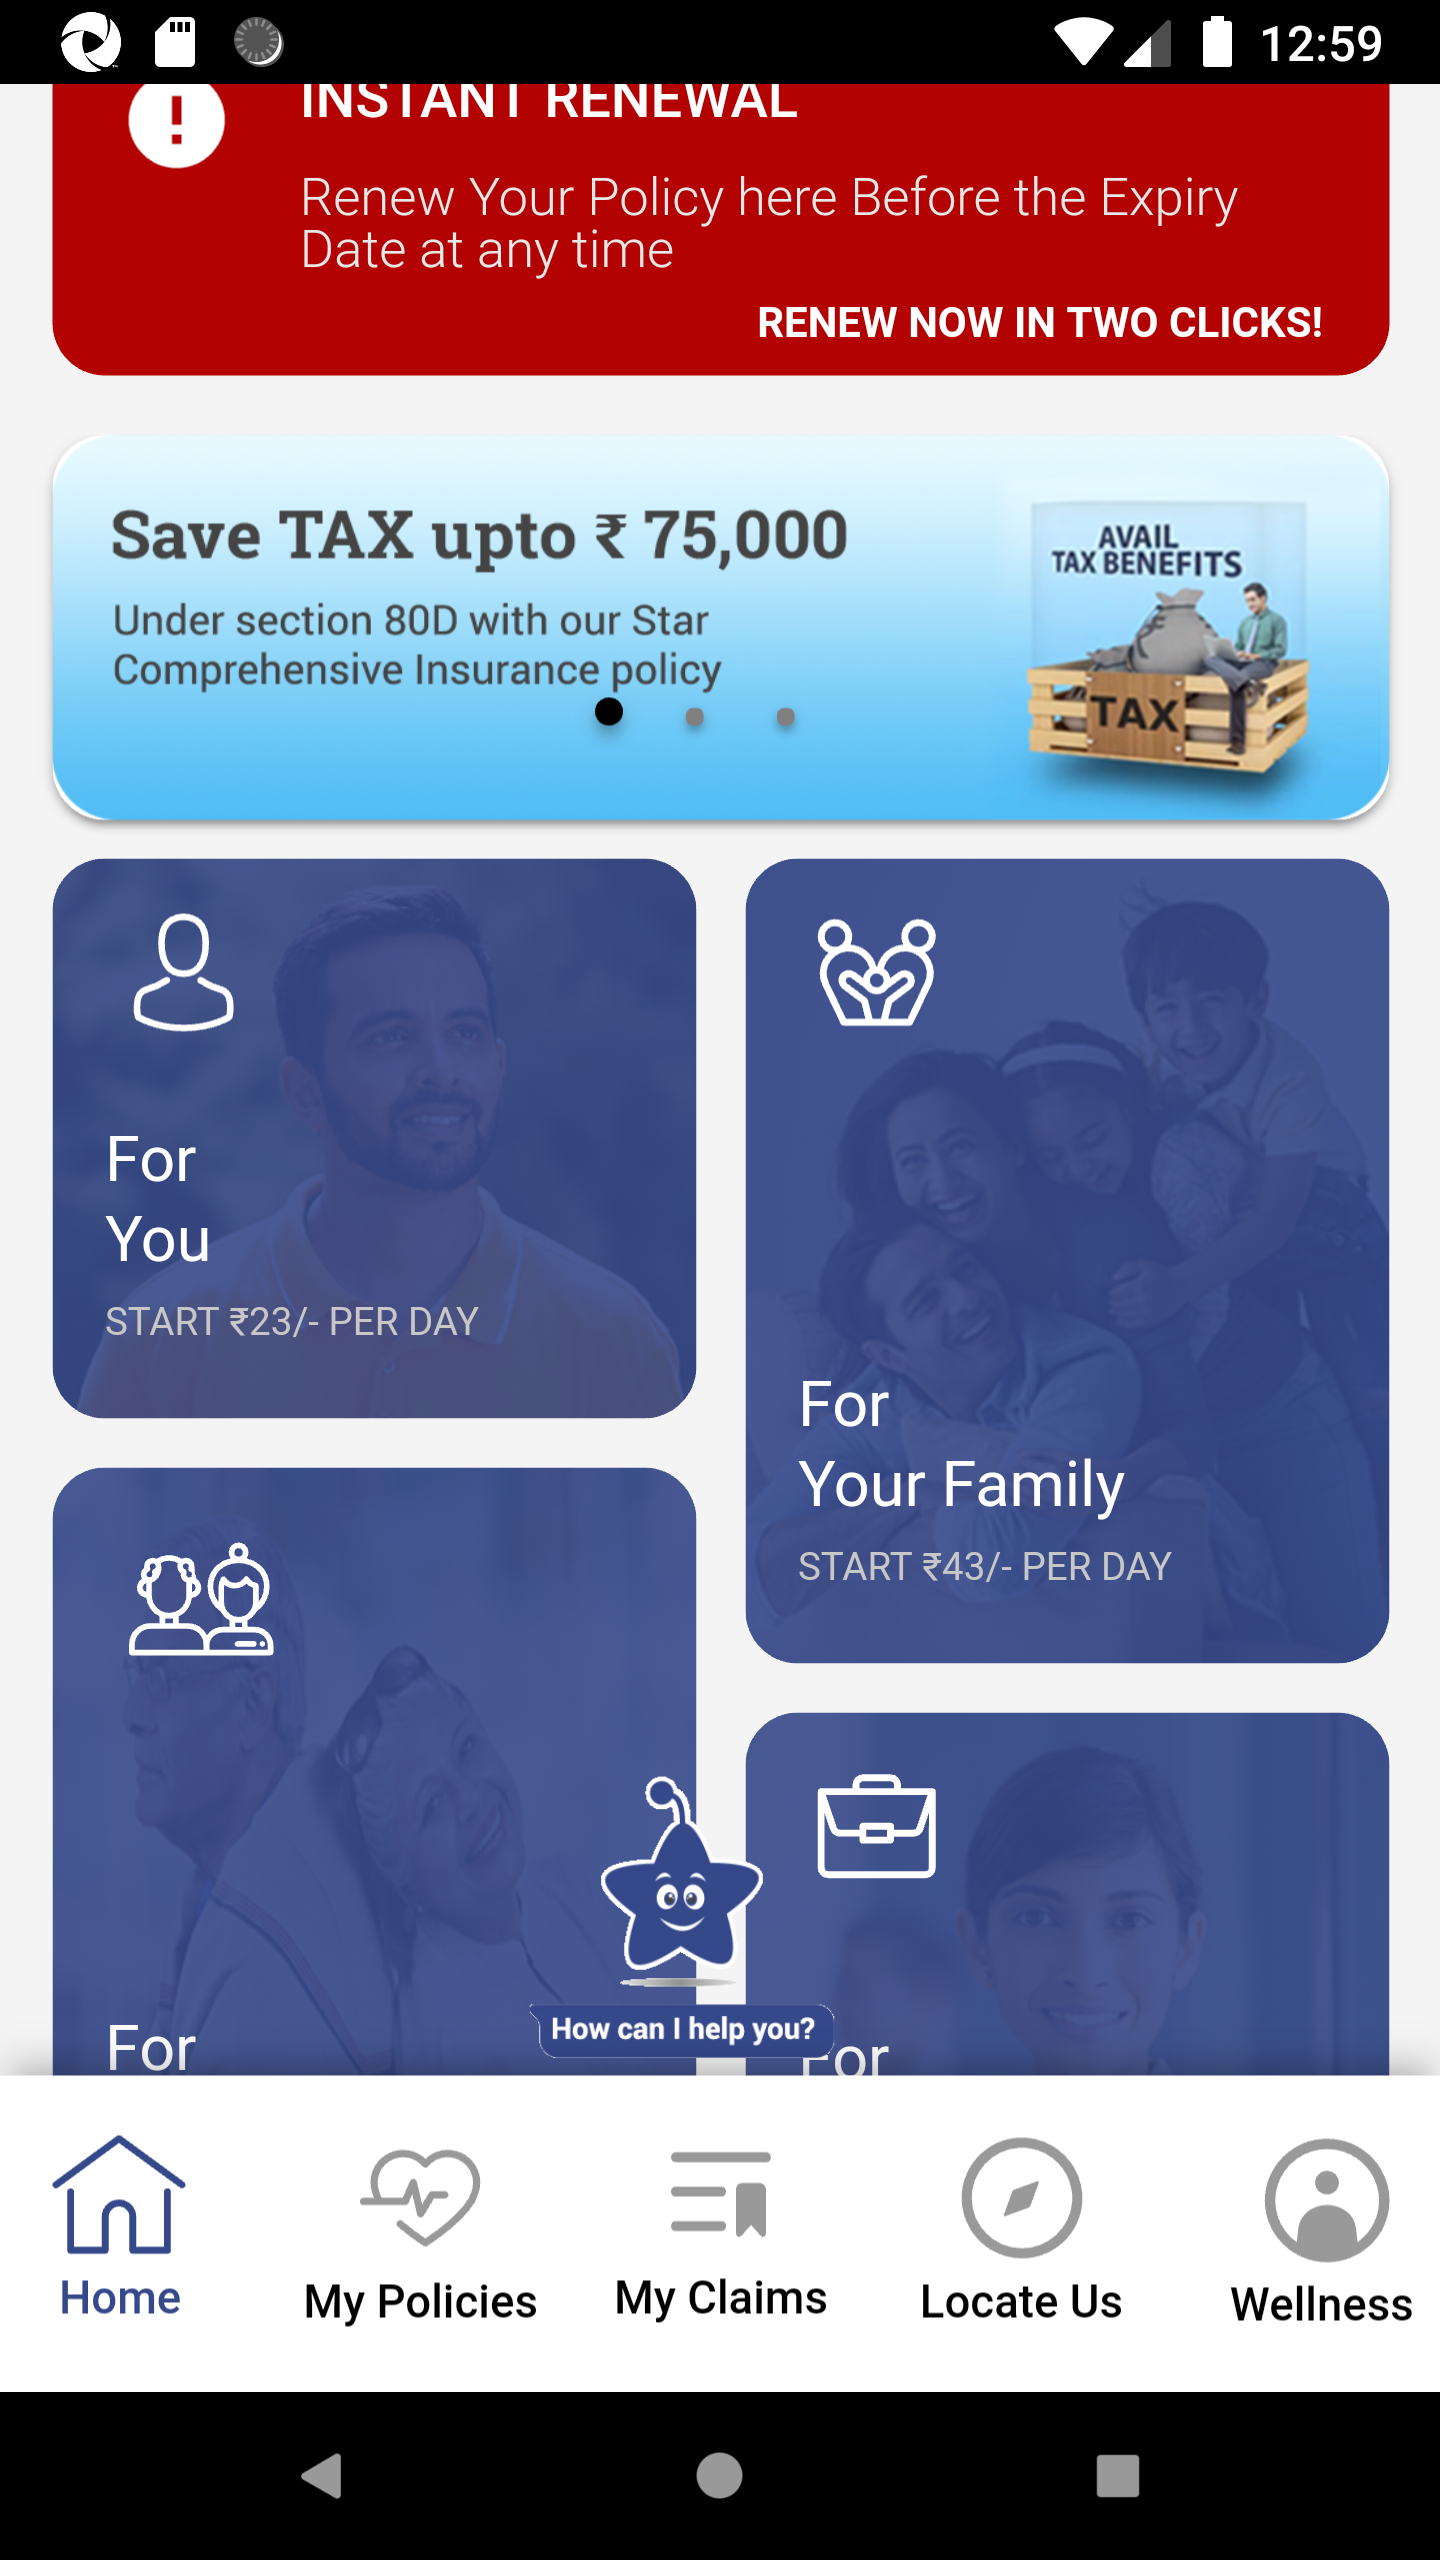 12:59
INSTANT RENEWAL
Renew Your Policy here Before the Expiry
Date at any time
RENEW NOW IN TWO CLICKS!
Save TAX upto ₹ 75,000
Under section 80D with our Star
Comprehensive Insurance policy
AVAIL
TAX BENEFITS
TAX
For
You
START ₹23/- PER DAY
For
Your Family
START ₹43/- PER DAY
For
For
How can I help you?
Home
My Policies
My Claims
Locate Us
Wellness